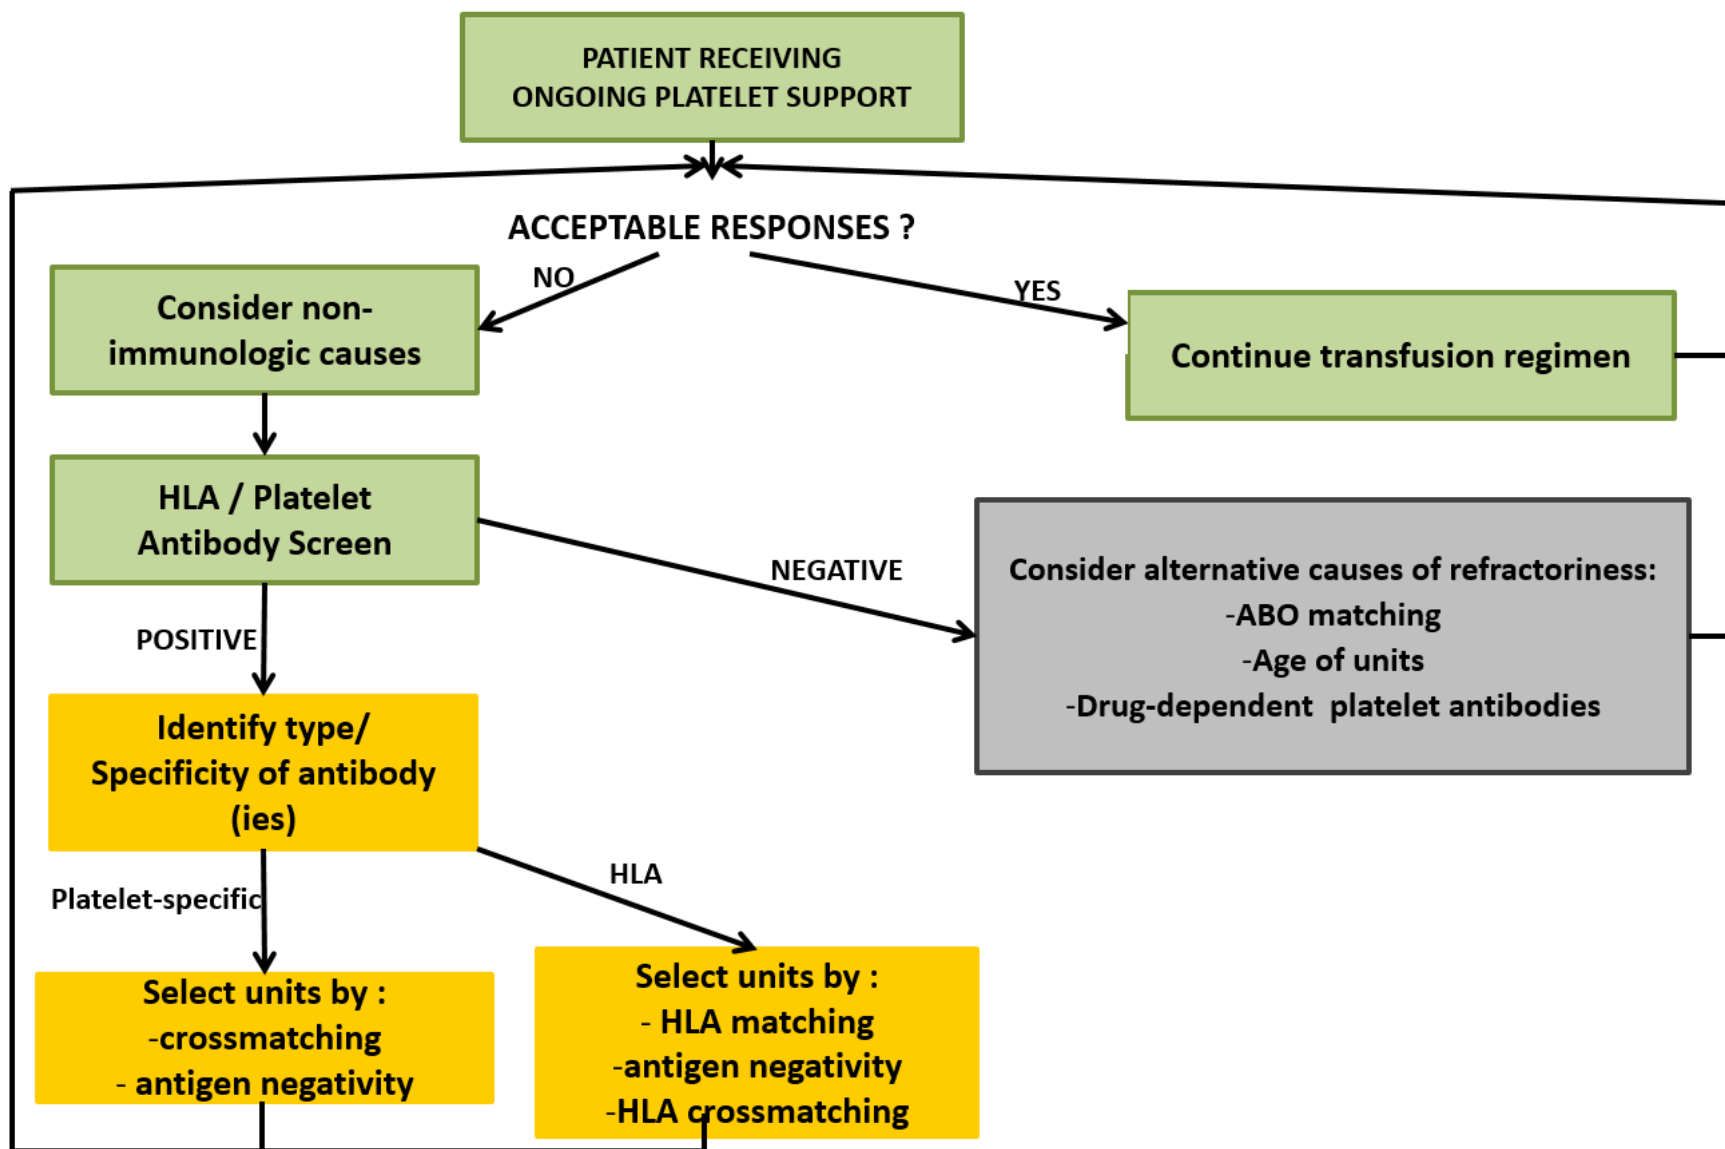 PATIENT RECEIVING
ONGOING PLATELET SUPPORT
ACCEPTABLE RESPONSES ?
NO
YES
Consider non-
immunologic causes
Continue transfusion regimen
HLA / Platelet
Antibody Screen
NEGATIVE
Consider alternative causes of refractoriness:
-ABO matching
-Age of units
-Drug-dependent  platelet antibodies
POSITIVE
Identify type/
Specificity of antibody
(ies)
Platelet-specific
HLA
Select units by :
-crossmatching
- antigen negativity
Select units by :
- HLA matching
-antigen negativity
-HLA crossmatching